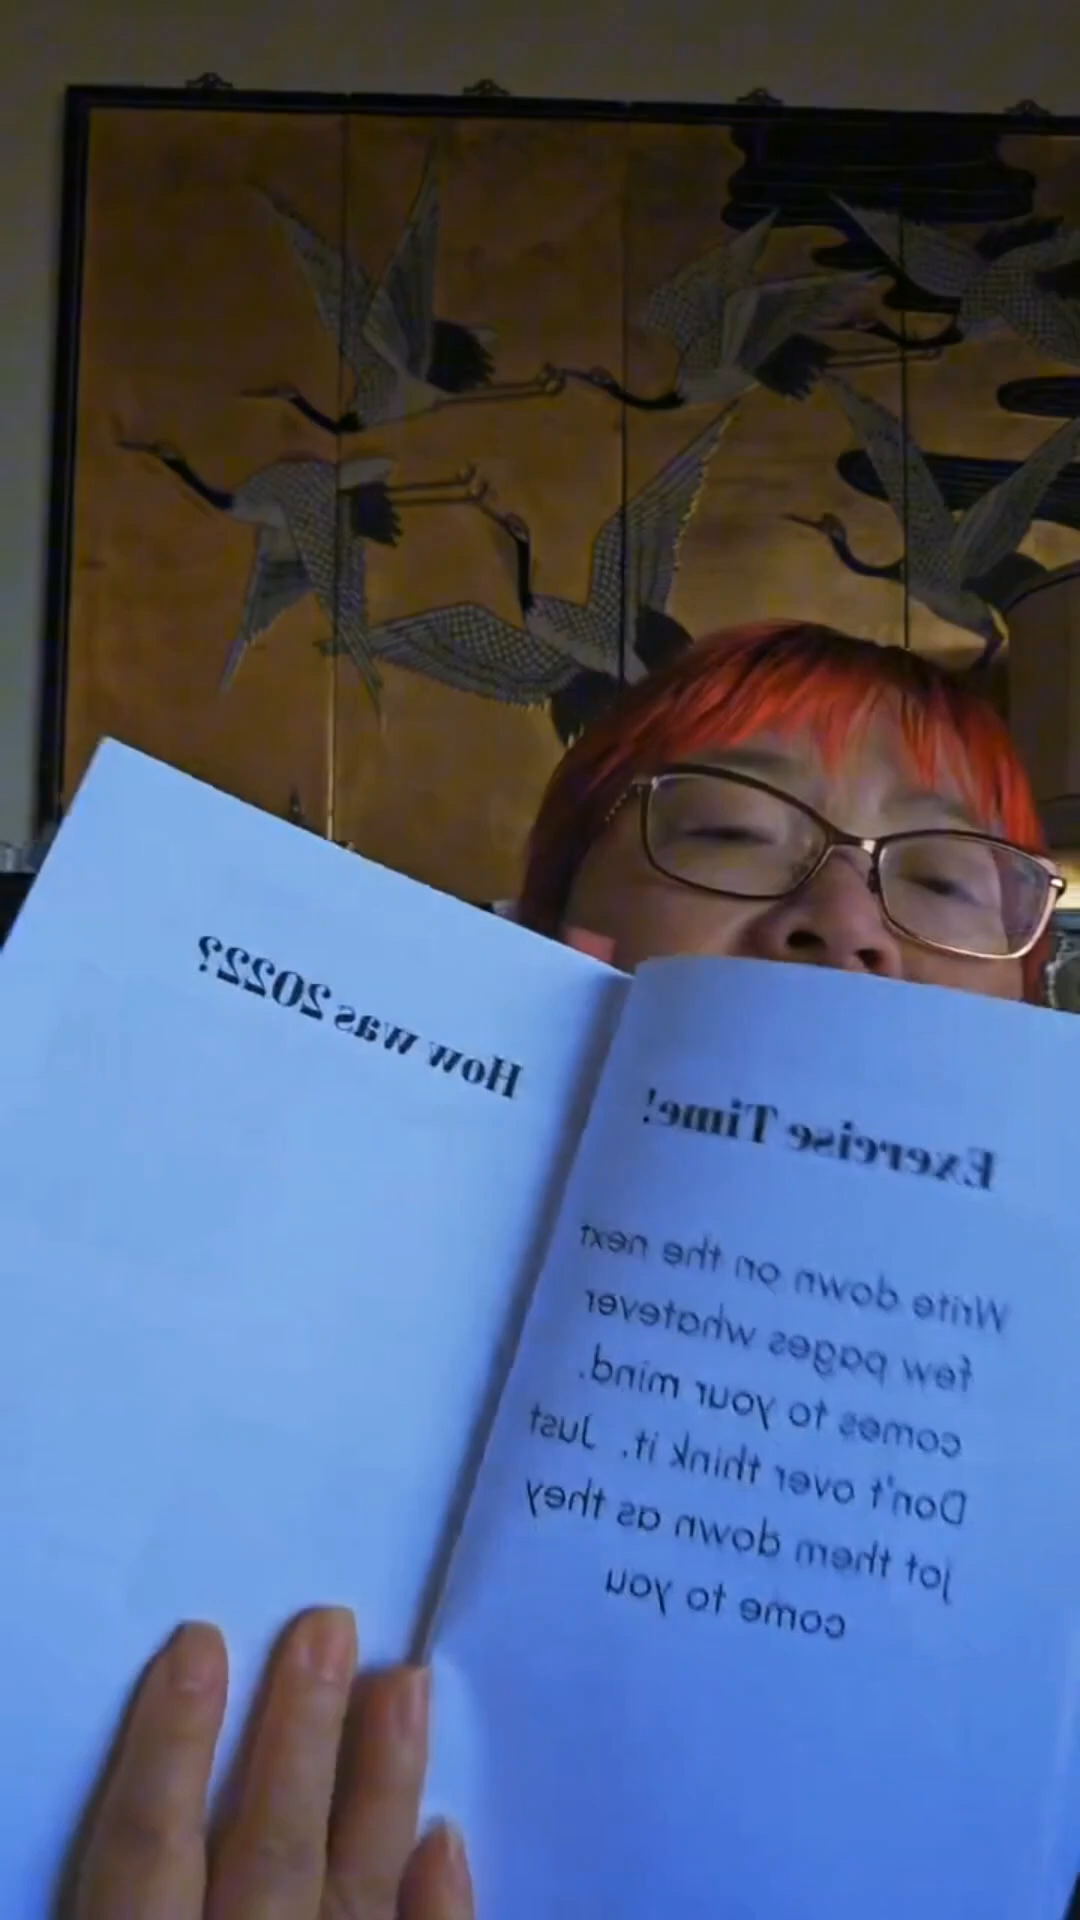 Exercise Time!
Write down on the next
few pages whatever
comes to your mind.
Don't over think it. Just
jot them down as they
come to you
How was 2022?